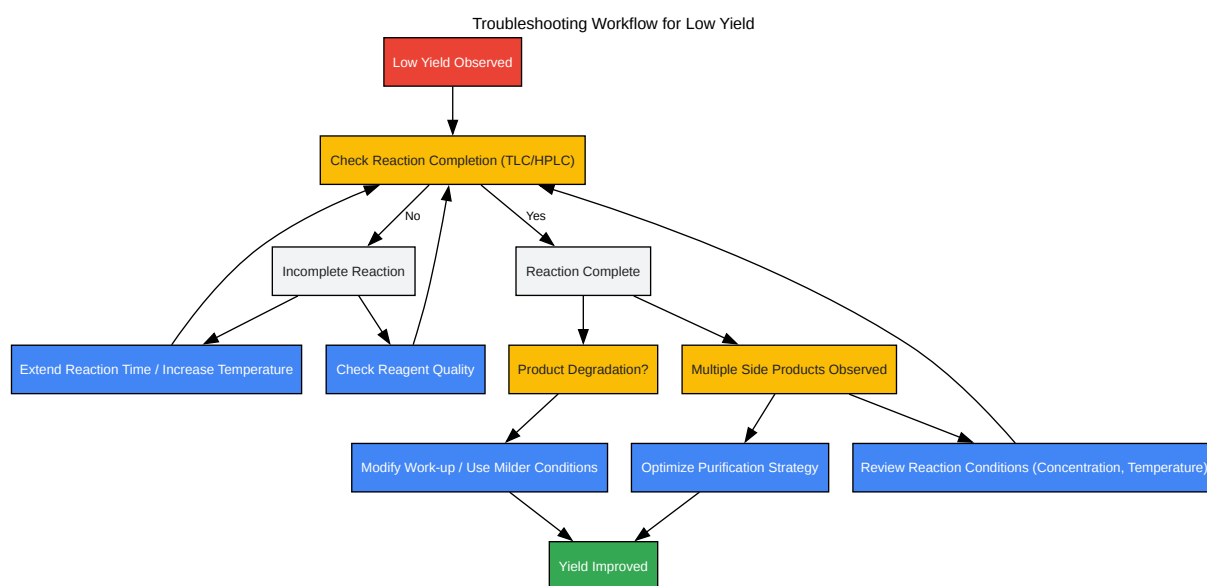 Troubleshooting Workflow for Low Yield
Low Yield Observed
Check Reaction Completion (TLC/HPLC)
No
Yes
Incomplete Reaction
Reaction Complete
Extend Reaction Time / Increase Temperature
Check Reagent Quality
Product Degradation?
Multiple Side Products Observed
Modify Work-up / Use Milder Conditions
Optimize Purification Strategy
Review Reaction Conditions (Concentration, Temperature)
Yield Improved